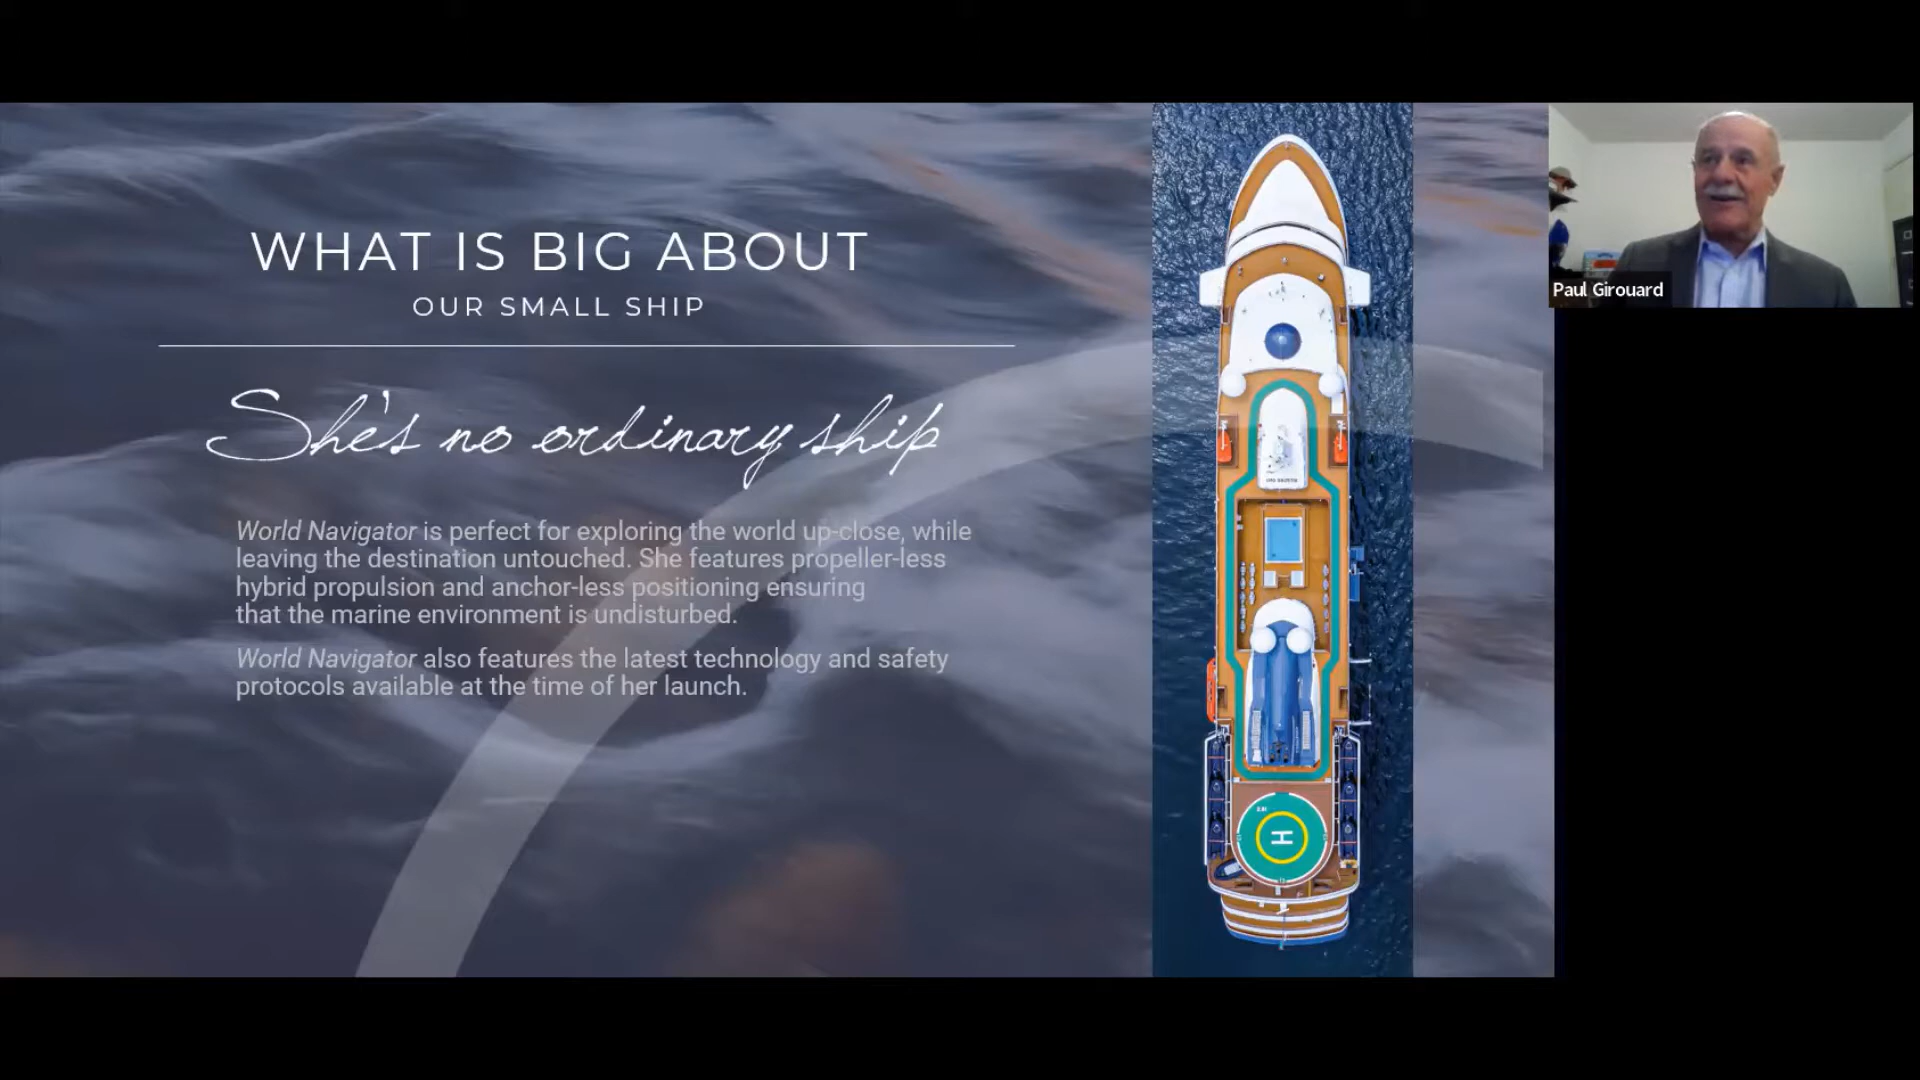 WHAT IS BIG ABOUT
OUR SMALL SHIP
She's no ordinary ship
World Navigator is perfect for exploring the world up-close, while
leaving the destination untouched. She features propeller-less
hybrid propulsion and anchor-less positioning ensuring
that the marine environment is undisturbed.
World Navigator also features the latest technology and safety
protocols available at the time of her launch.
H
Paul Girouard